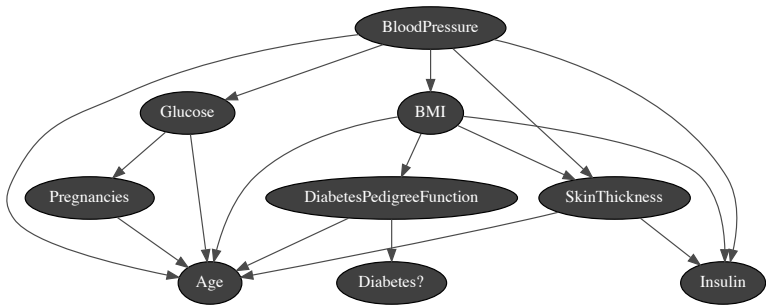 BloodPressure
Glucose
BMI
Pregnancies
DiabetesPedigreeFunction
SkinThickness
Age
Diabetes?
Insulin